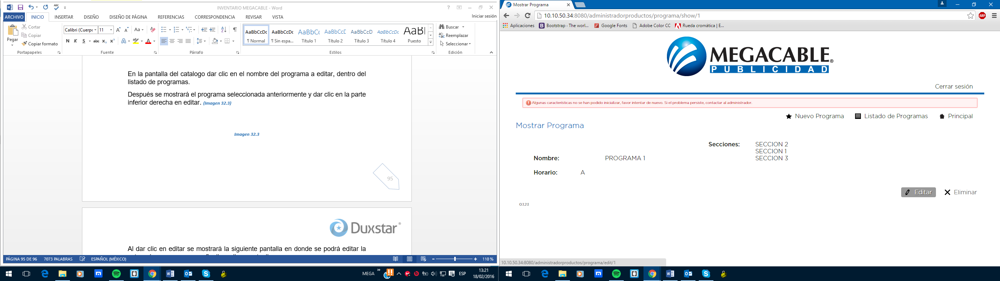 INVENTARIO MEGACABLE - Word
ARCHIVO INICIO INSERTAR DISEÑO DISEÑO DE PÁGINA REFERENCIAS CORRESPONDENCIA REVISAR VISTA Iniciar sesión
Pegar
Cortar
Copiar
Copiar formato
Portapapeles
Calibri (Cuerpo 11
Fuente
Párrafo
AaBbCcDc AaBbCcDc AaBbCc AaBbCcE AaBbCcD AaBbCcDc AaBl
¶ Normal ¶ Sin espa... Título 1 Título 2 Título 3 Título 4 Puesto
Estilos
Buscar
Reemplazar
Seleccionar
Edición
En la pantalla del catalogo dar clic en el nombre del programa a editar, dentro del
listado de programas.
Después se mostrará el programa seleccionada anteriormente y dar clic en la parte
inferior derecha en editar. (Imagen 32.3)
Imagen 32.3
95
Duxstar®
Al dar clic en editar se mostrará la siguiente pantalla en donde se podrá editar la
PÁGINA 95 DE 96 7073 PALABRAS ESPAÑOL (MÉXICO) 110 %
MEGA » ESP 13:21
18/02/2016
Mostrar Programa
10.10.50.34:8080/administradorproductos/programa/show/1
ABP
Aplicaciones Bootstrap · The worl... Google Fonts Adobe Color CC Rueda cromática | E...
MEGACABLE®
PUBLICIDAD
Cerrar sesión
Algunas características no se han podido inicializar, favor intentar de nuevo. Si el problema persiste, contactar al administrador.
Nuevo Programa Listado de Programas Principal
Mostrar Programa
Secciones: SECCION 2
SECCION 1
Nombre: PROGRAMA 1 SECCION 3
Horario: A
Editar Eliminar
0.1.23
10.10.50.34:8080/administradorproductos/programa/edit/1